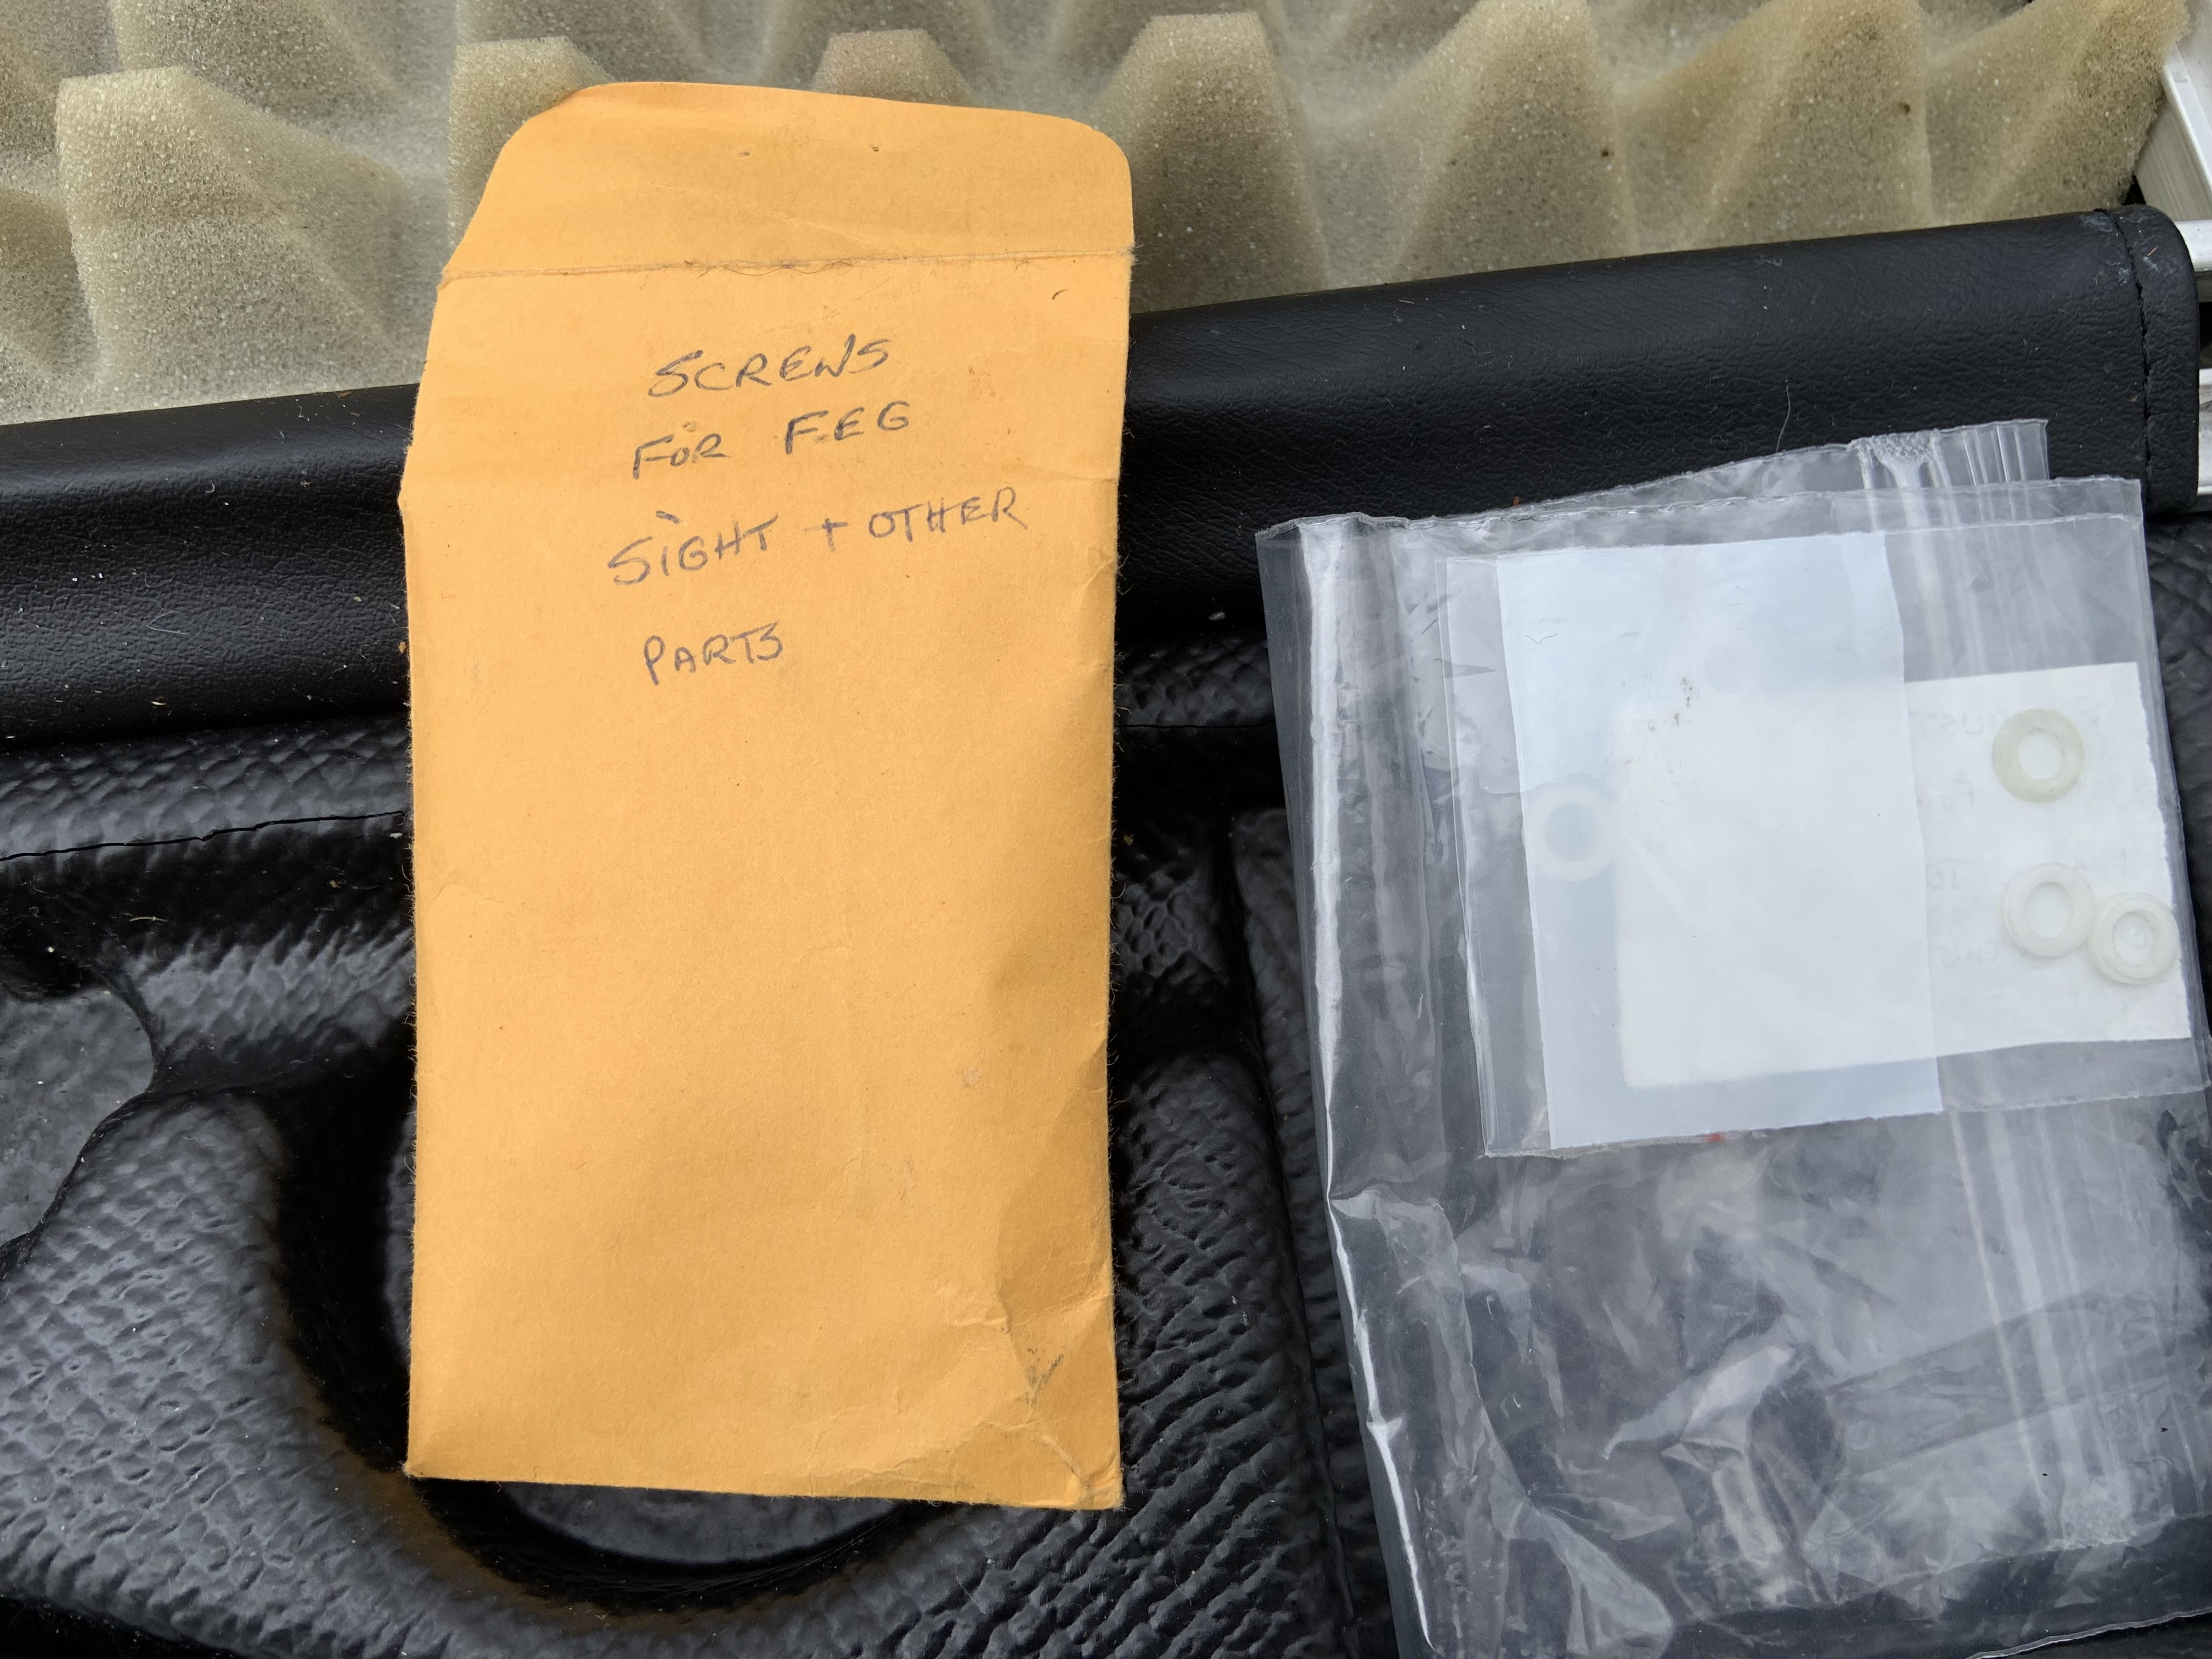 SCREWS
FOR FEG
SIGHT + OTHER
PARTS